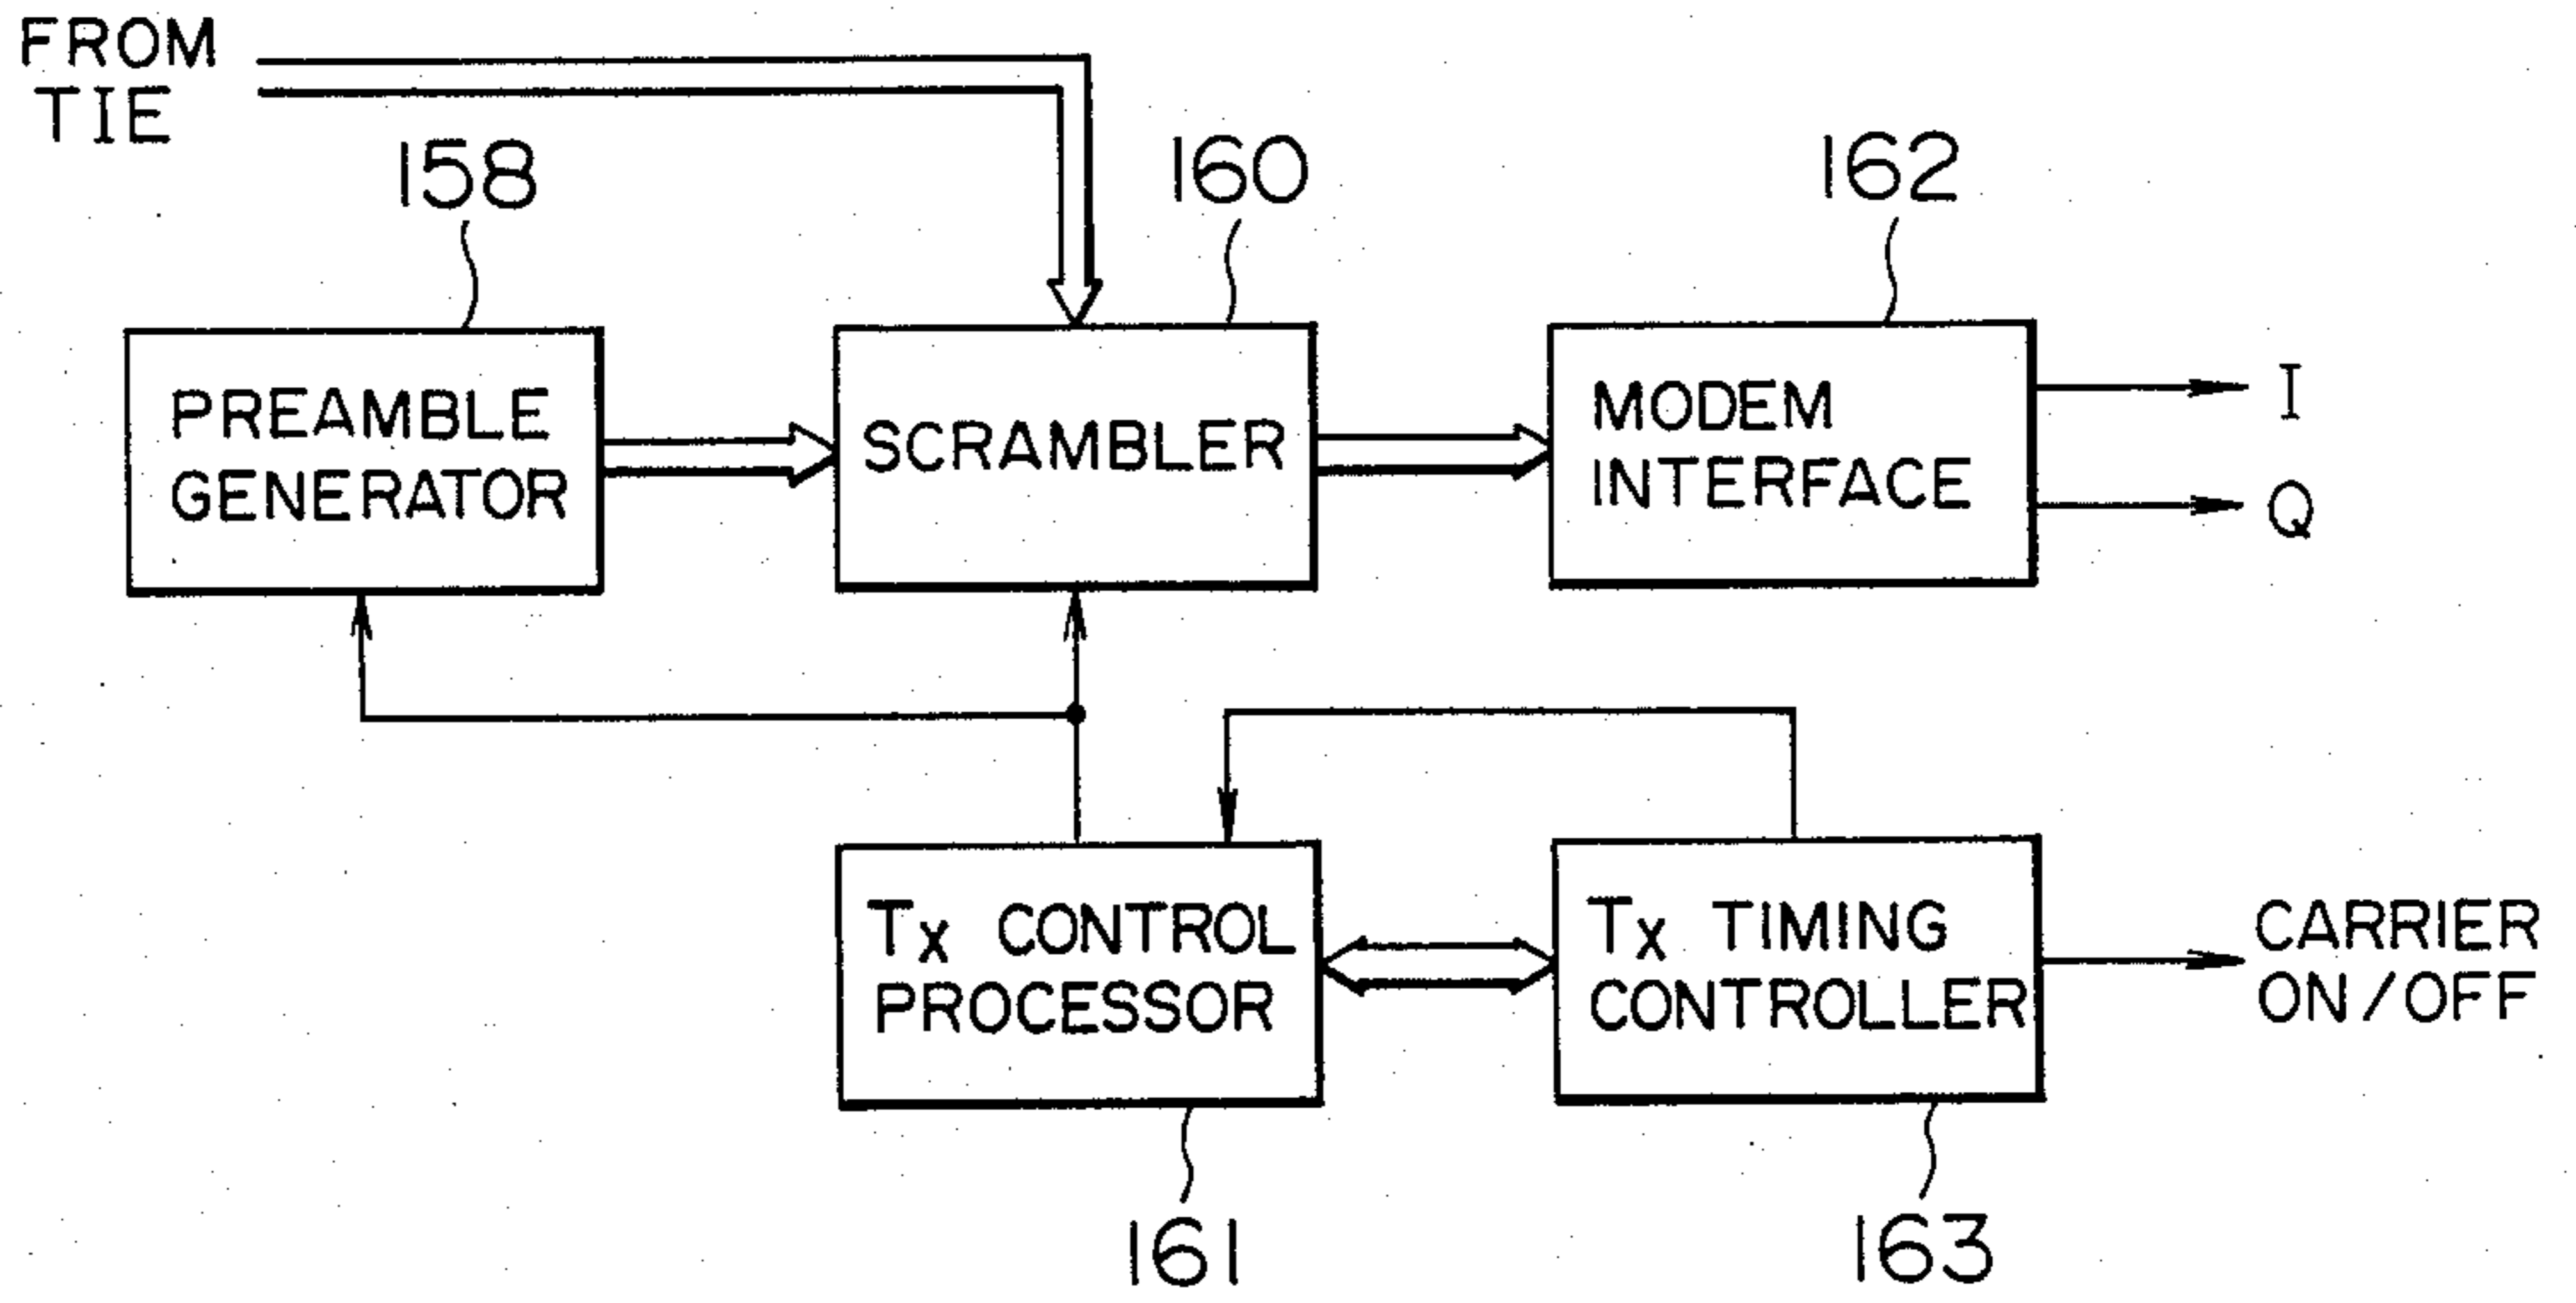 FROM
TIE
158
160
162
PREAMBLE
GENERATOR
SCRAMBLER
MODEM
INTERFACE
I
Q
Tx CONTROL
PROCESSOR
Tx TIMING
CONTROLLER
CARRIER
ON/OFF
161
163